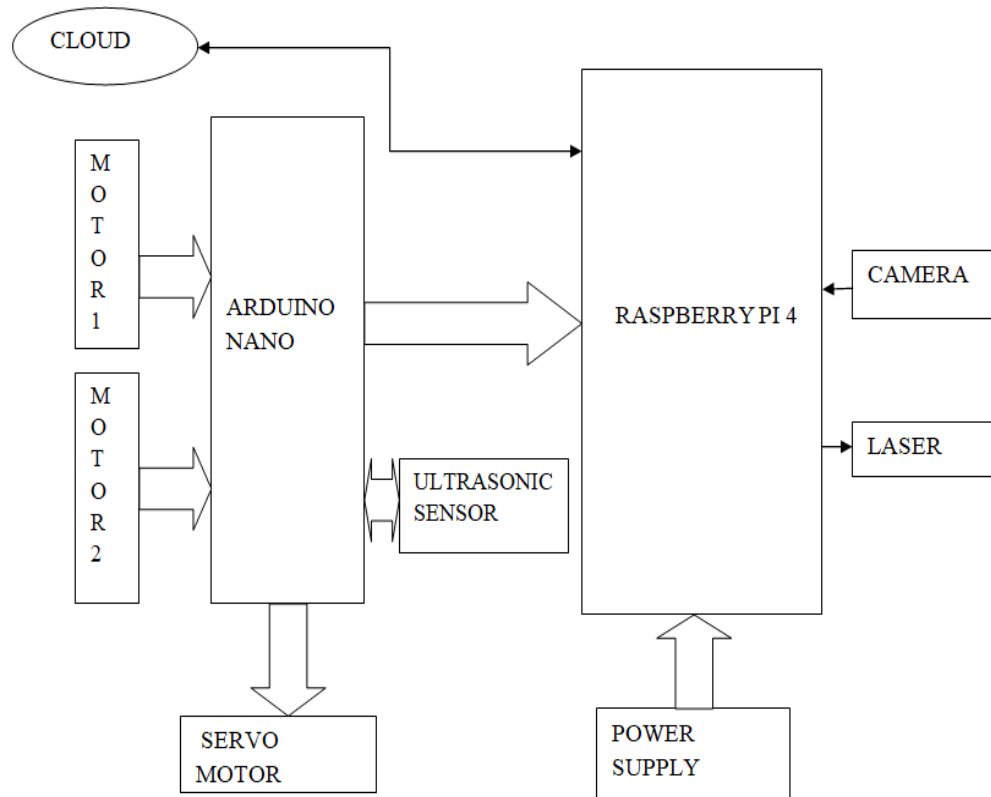 CLOUD
M
O
T
O
R
1
ARDUINO
NANO
RASPBERRY PI 4
CAMERA
M
O
T
O
R
2
ULTRASONIC
SENSOR
LASER
SERVO
MOTOR
POWER
SUPPLY